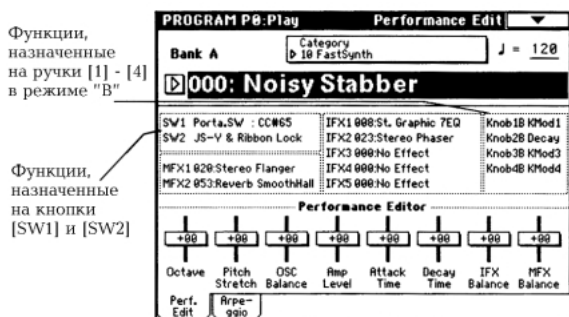 Функции,
назначенные
на ручки [1] - [4]
в режиме "В"
Функции,
назначенные
на кнопки
[SW1] и [SW2]
PROGRAM P0:Play Performance Edit
Bank A
Category
10 FastSynth
♩ = 120
000: Noisy Stabber
SW1 Porta.SW : CC#65
SW2 JS-Y & Ribbon Lock
MFX1 020:Stereo Flanger
MFX2 053:Reverb SmoothHall
IFX1 008:St. Graphic 7EQ
IFX2 023:Stereo Phaser
IFX3 000:No Effect
IFX4 000:No Effect
IFX5 000:No Effect
Knob1B KMod1
Knob2B Decay
Knob3B KMod3
Knob4B KMod4
Performance Editor
+00 +00 +00 +00 +00 +00 +00 +00
Octave Pitch Stretch OSC Balance Amp Level Attack Time Decay Time IFX Balance MFX Balance
Perf. Edit
Arpe-ggio